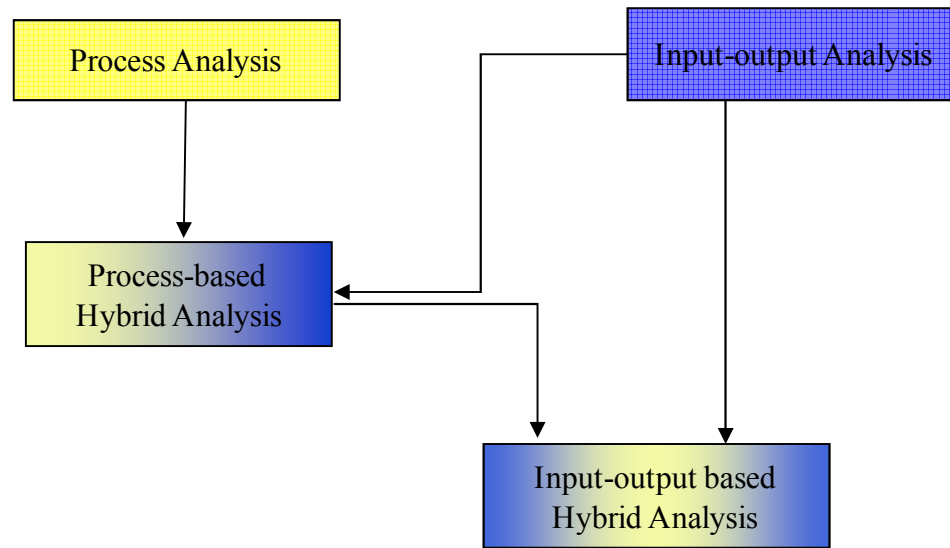 Process Analysis
Input-output Analysis
Process-based
Hybrid Analysis
Input-output based
Hybrid Analysis